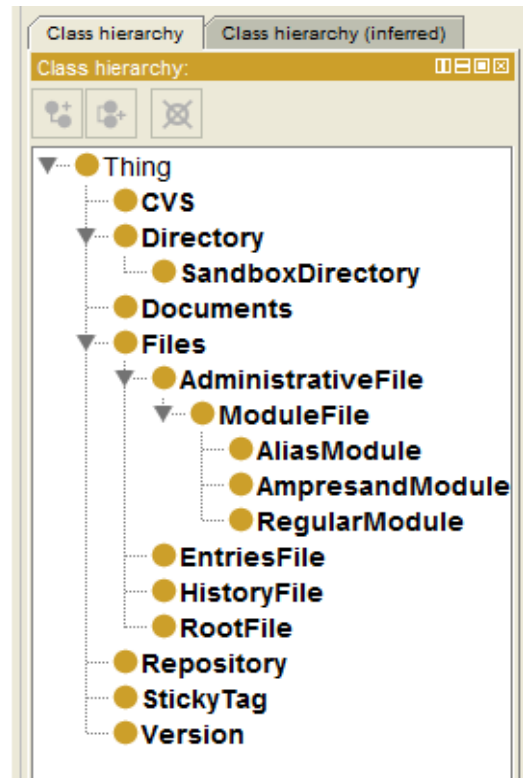 Class hierarchy Class hierarchy (inferred)
Class hierarchy:
Thing
CVS
Directory
SandboxDirectory
Documents
Files
AdministrativeFile
ModuleFile
AliasModule
AmpresandModule
RegularModule
EntriesFile
HistoryFile
RootFile
Repository
StickyTag
Version